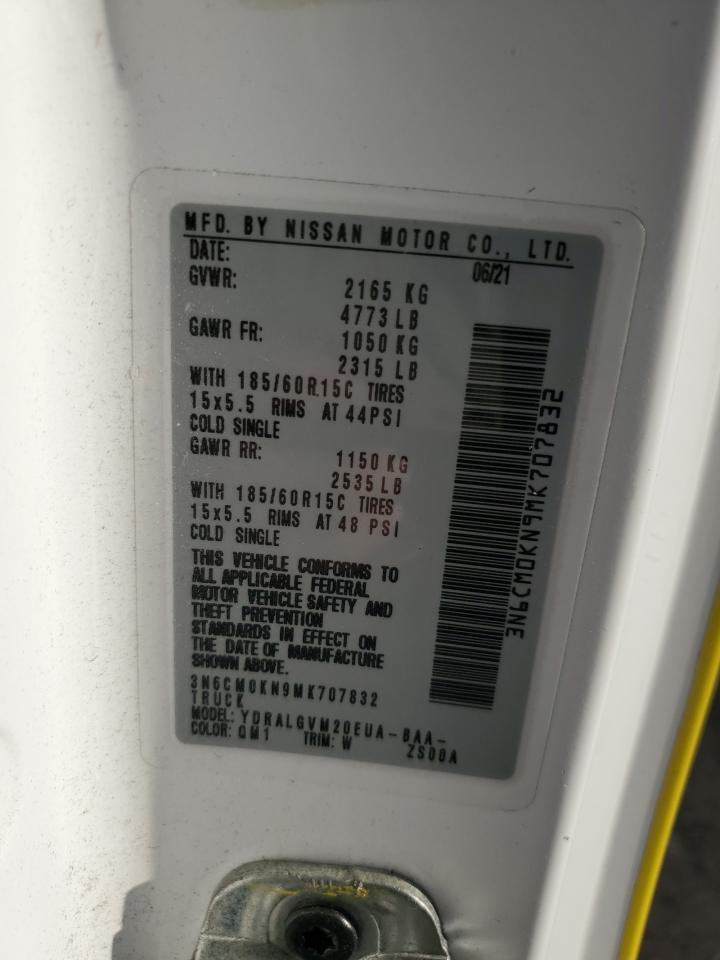 MFD. BY NISSAN MOTOR CO., LTD.
DATE: 06/21
GVWR: 2165 KG
4773 LB
GAWR FR: 1050 KG
2315 LB
WITH 185/60R15C TIRES
15x5.5 RIMS AT 44PSI
COLD SINGLE
GAWR RR: 1150 KG
2535 LB
WITH 185/60R15C TIRES
15x5.5 RIMS AT 48 PSI
COLD SINGLE
THIS VEHICLE CONFORMS TO
ALL APPLICABLE FEDERAL
MOTOR VEHICLE SAFETY AND
THEFT PREVENTION
STANDARDS IN EFFECT ON
THE DATE OF MANUFACTURE
SHOWN ABOVE.
3N6CM0KN9MK707832
TRUCK
MODEL: YDRALGVM20EUA-BAA-
ZS00A
COLOR: QM1 TRIM: W
3N6CM0KN9MK707832